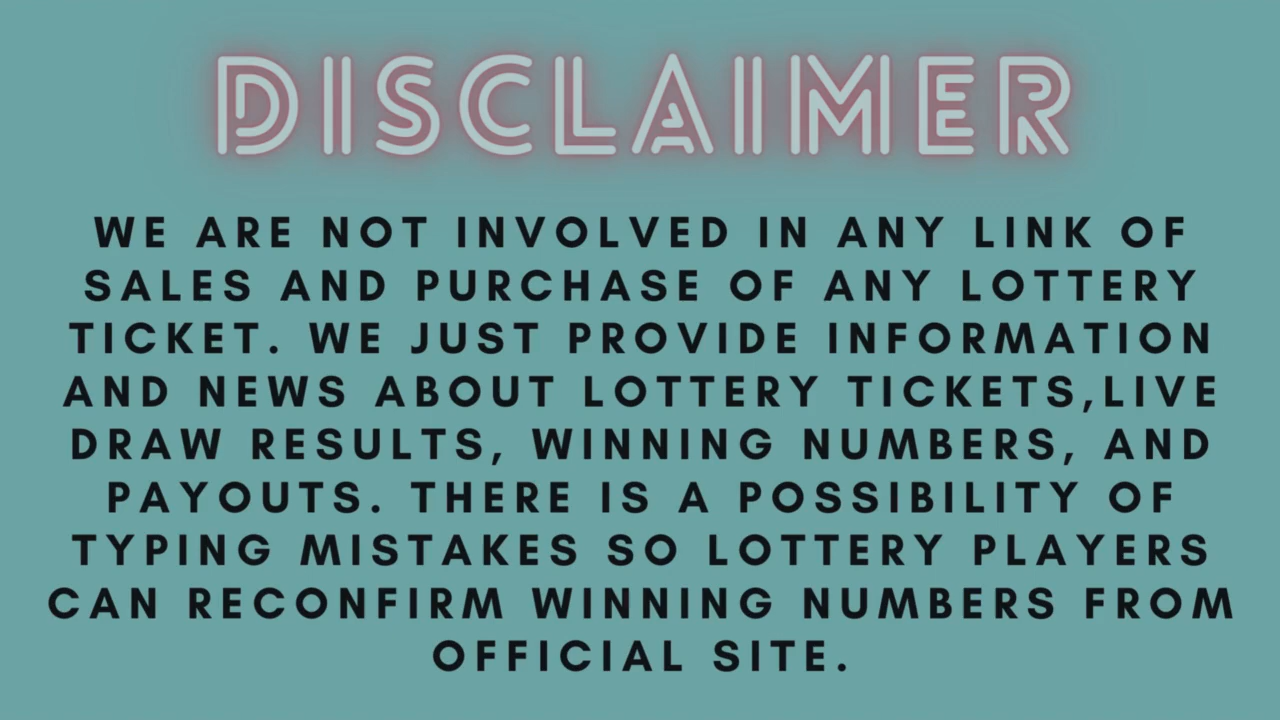 DISCLAIMER
WE ARE NOT INVOLVED IN ANY LINK OF
SALES AND PURCHASE OF ANY LOTTERY
TICKET. WE JUST PROVIDE INFORMATION
AND NEWS ABOUT LOTTERY TICKETS,LIVE
DRAW RESULTS, WINNING NUMBERS, AND
PAYOUTS. THERE IS A POSSIBILITY OF
TYPING MISTAKES SO LOTTERY PLAYERS
CAN RECONFIRM WINNING NUMBERS FROM
OFFICIAL SITE.